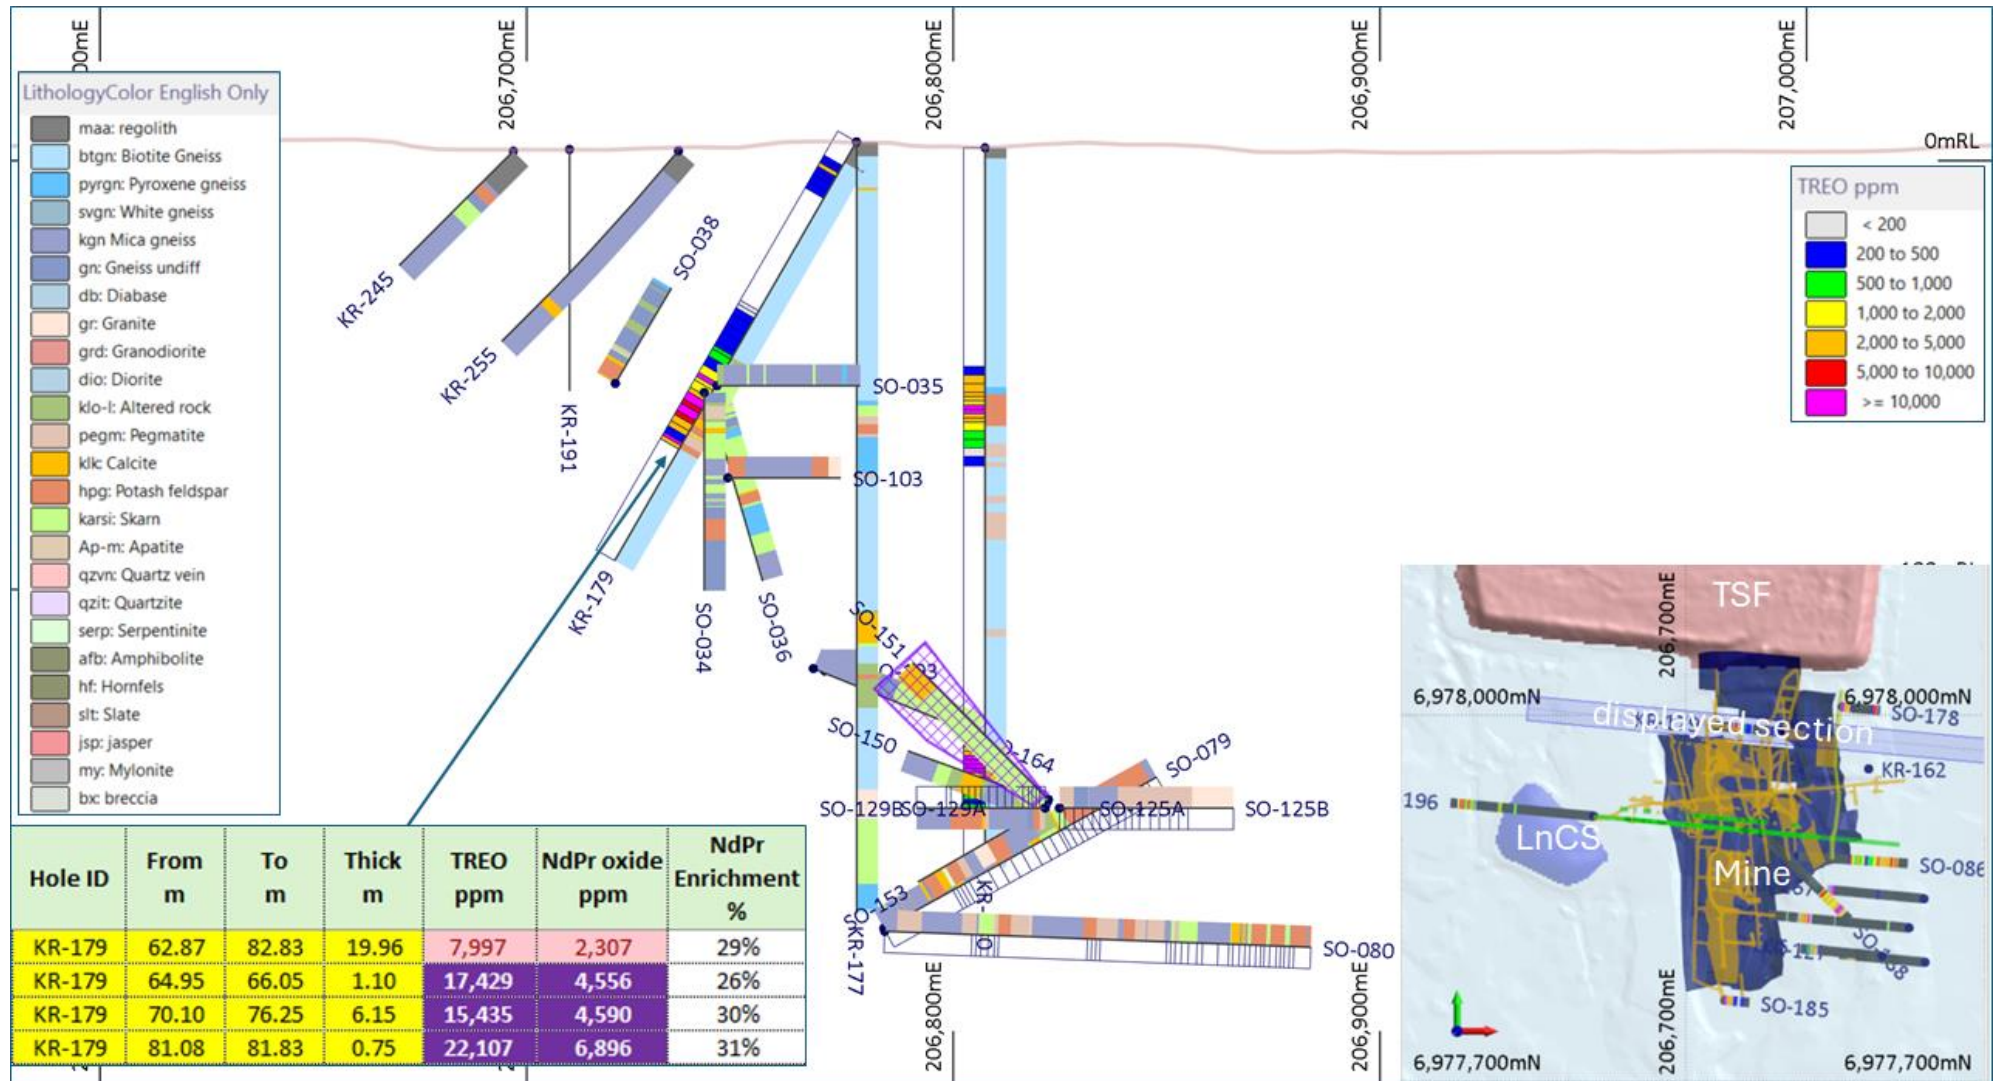 206,700mE
206,800mE
206,900mE
207,000mE
0mRL
LithologyColor English Only
maa: regolith
btgn: Biotite Gneiss
pyrgn: Pyroxene gneiss
svgn: White gneiss
kgn Mica gneiss
gn: Gneiss undiff
db: Diabase
gr: Granite
grd: Granodiorite
dio: Diorite
klo-l: Altered rock
pegm: Pegmatite
klk: Calcite
hpg: Potash feldspar
karsi: Skarn
Ap-m: Apatite
qzvn: Quartz vein
qzit: Quartzite
serp: Serpentinite
afb: Amphibolite
hf: Hornfels
slt: Slate
jsp: jasper
my: Mylonite
bx: breccia
TREO ppm
< 200
200 to 500
500 to 1,000
1,000 to 2,000
2,000 to 5,000
5,000 to 10,000
>= 10,000
KR-245
KR-255
KR-191
SO-038
KR-179
SO-035
SO-103
SO-034
SO-036
SO-151
SO-150
SO-079
SO-129B
SO-129A
SO-125A
SO-125B
SO-153
KR-177
SO-080
206,800mE
206,900mE
Hole ID From m To m Thick m TREO ppm NdPr oxide ppm NdPr Enrichment %
KR-179 62.87 82.83 19.96 7,997 2,307 29%
KR-179 64.95 66.05 1.10 17,429 4,556 26%
KR-179 70.10 76.25 6.15 15,435 4,590 30%
KR-179 81.08 81.83 0.75 22,107 6,896 31%
TSF
206,700mE
6,978,000mN
6,978,000mN
displayed section
SO-178
KR-162
196
LnCS
Mine
SO-086
SO-185
206,700mE
6,977,700mN
6,977,700mN